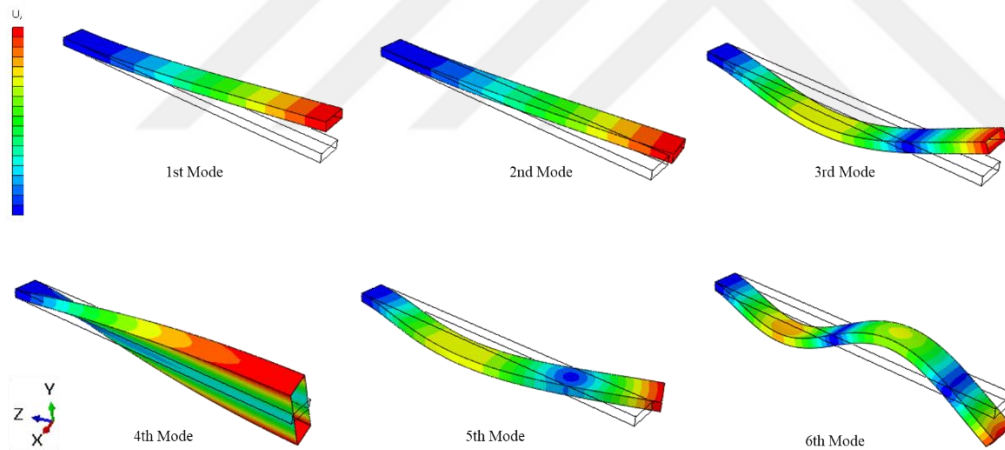 U,
1st Mode
2nd Mode
3rd Mode
Y
Z
X
4th Mode
5th Mode
6th Mode